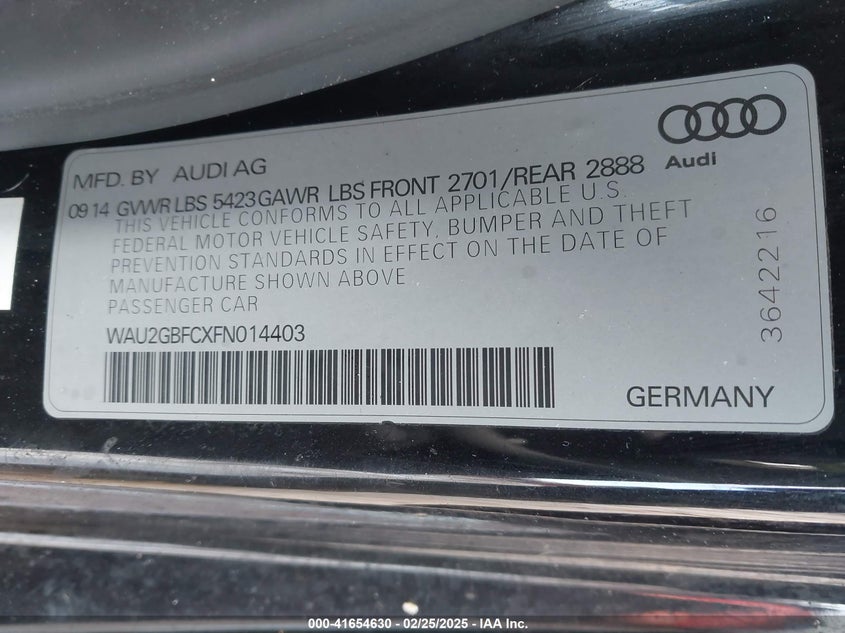 Audi
MFD. BY AUDI AG
09 14 GVWR LBS 5423 GAWR LBS FRONT 2701/REAR 2888
THIS VEHICLE CONFORMS TO ALL APPLICABLE U.S.
FEDERAL MOTOR VEHICLE SAFETY, BUMPER AND THEFT
PREVENTION STANDARDS IN EFFECT ON THE DATE OF
MANUFACTURE SHOWN ABOVE
PASSENGER CAR
WAU2GBFCXFN014403
GERMANY
3642216
000-41654630 - 02/25/2025 - IAA Inc.